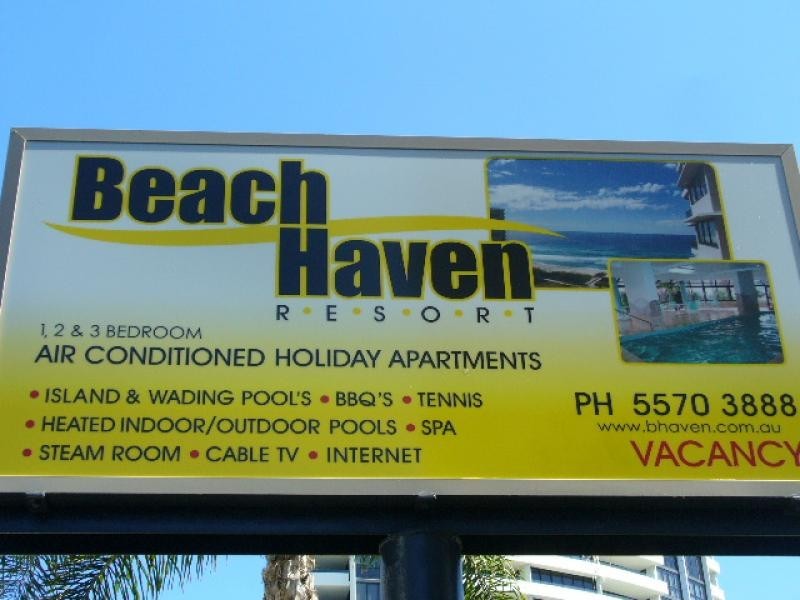 Beach
Haven
R•E•S•O•R•T
1, 2 & 3 BEDROOM
AIR CONDITIONED HOLIDAY APARTMENTS
• ISLAND & WADING POOL'S • BBQ'S • TENNIS
• HEATED INDOOR/OUTDOOR POOLS • SPA
• STEAM ROOM • CABLE TV • INTERNET
PH 5570 3888
www.bhaven.com.au
VACANCY